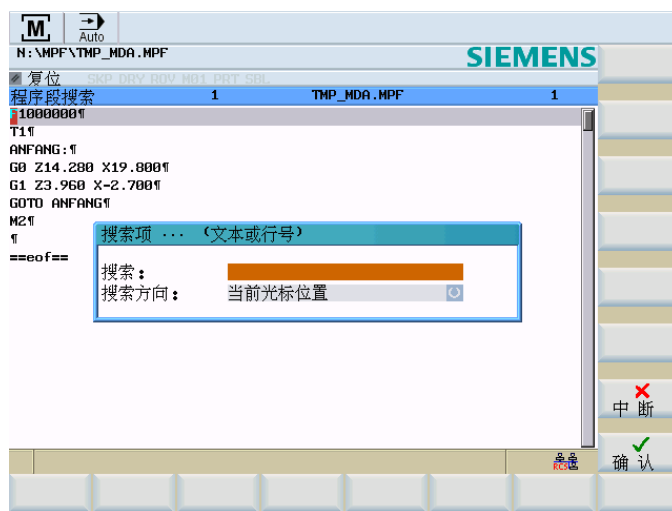 M
Auto
N:\MPF\TMP_MDA.MPF
SIEMENS
复位 SKP DRY ROV M01 PRT SBL
程序段搜索 1 TMP_MDA.MPF 1
F1000000¶
T1¶
ANFANG:¶
G0 Z14.280 X19.800¶
G1 Z3.960 X-2.700¶
GOTO ANFANG¶
M2¶
¶
==eof==
搜索项 ... (文本或行号)
搜索:
搜索方向: 当前光标位置
中断
RCS
确认